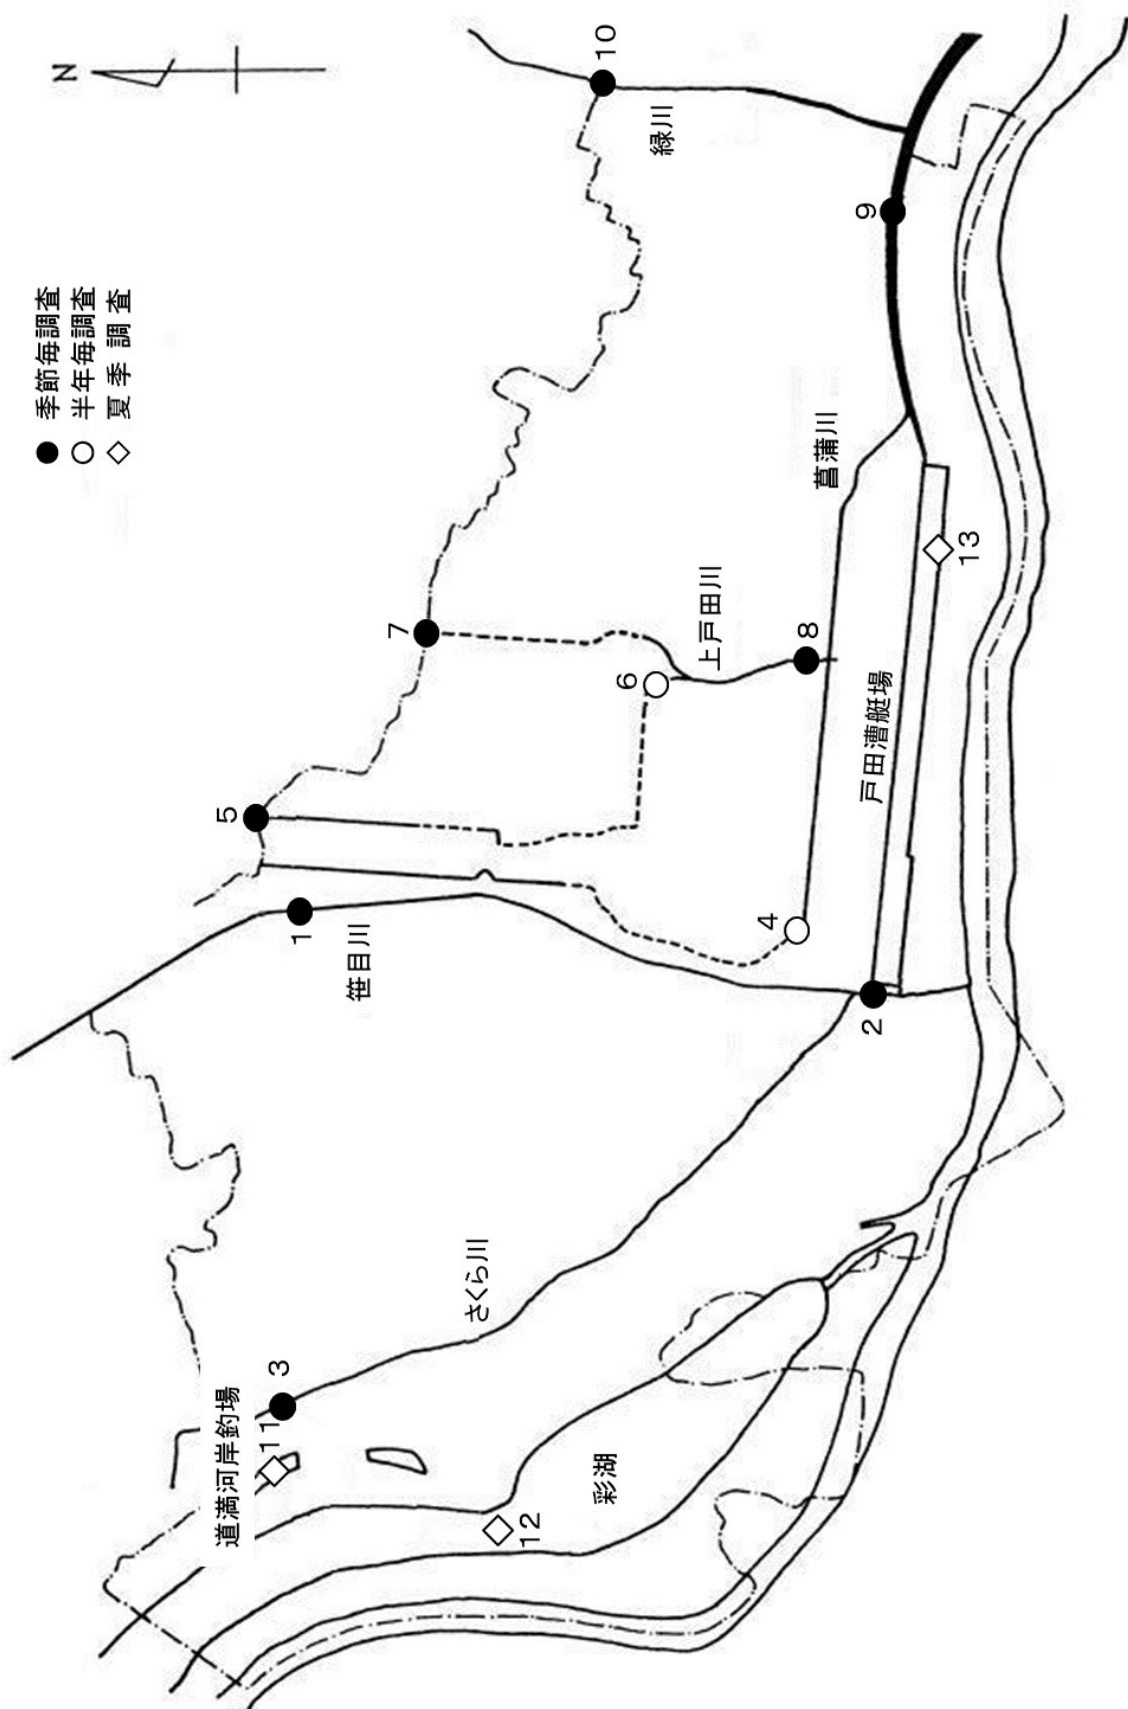 N
● 季節毎調査
○ 半年毎調査
◇ 夏季調査
道満河岸釣場
11
3
12
彩湖
さくら川
1
笹目川
2
5
4
7
6
上戸田川
8
戸田漕艇場
菖蒲川
13
9
10
緑川